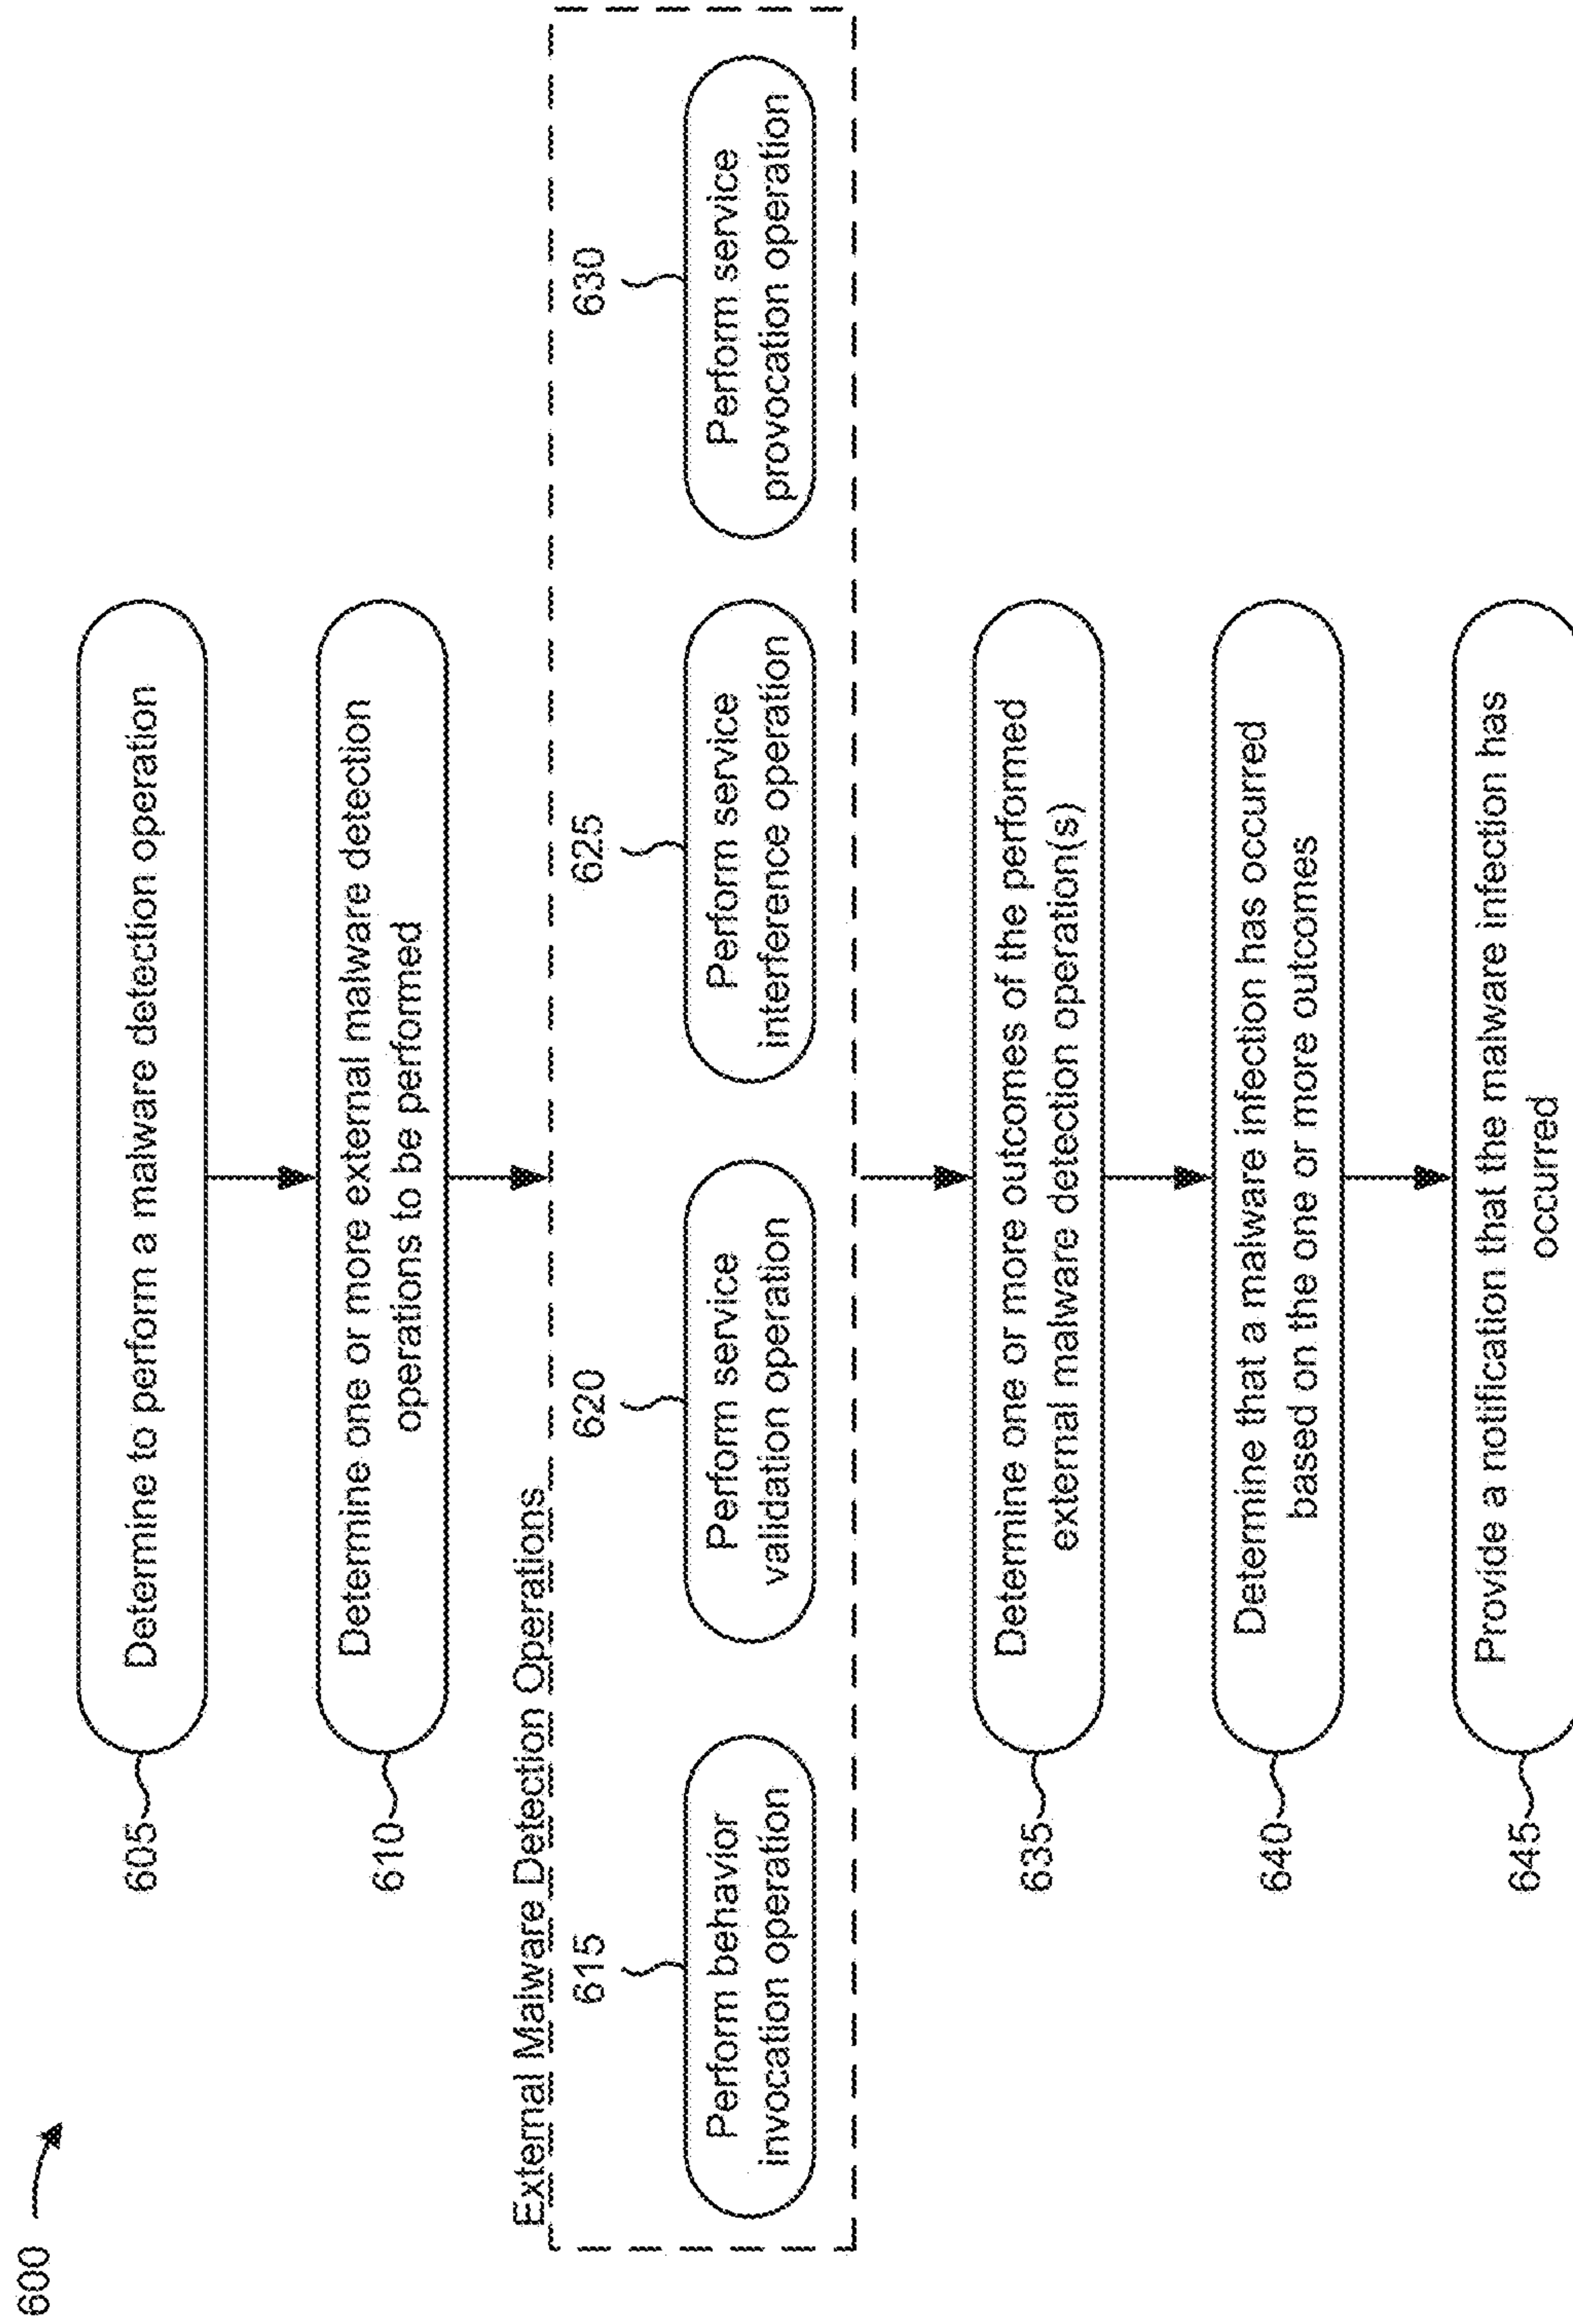 600
605
Determine to perform a malware detection operation
610
Determine one or more external malware detection
operations to be performed
External Malware Detection Operations
615
Perform behavior
invocation operation
620
Perform service
validation operation
625
Perform service
interference operation
630
Perform service
provocation operation
635
Determine one or more outcomes of the performed
external malware detection operation(s)
640
Determine that a malware infection has occurred
based on the one or more outcomes
645
Provide a notification that the malware infection has
occurred